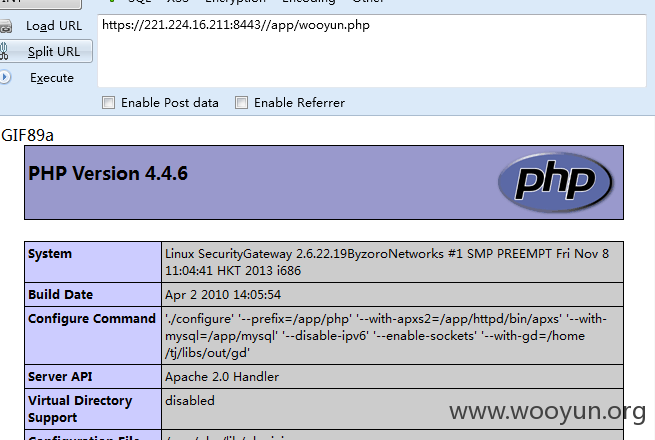 SQL XSS Encryption Encoding Other
Load URL
https://221.224.16.211:8443//app/wooyun.php
Split URL
Execute
Enable Post data Enable Referrer
GIF89a
PHP Version 4.4.6
php
System
Linux SecurityGateway 2.6.22.19ByzoroNetworks #1 SMP PREEMPT Fri Nov 8
11:04:41 HKT 2013 i686
Build Date
Apr 2 2010 14:05:54
Configure Command
'./configure' '--prefix=/app/php' '--with-apxs2=/app/httpd/bin/apxs' '--with-
mysql=/app/mysql' '--disable-ipv6' '--enable-sockets' '--with-gd=/home
/tj/libs/out/gd'
Server API
Apache 2.0 Handler
Virtual Directory
Support
disabled
www.wooyun.org
Configuration File